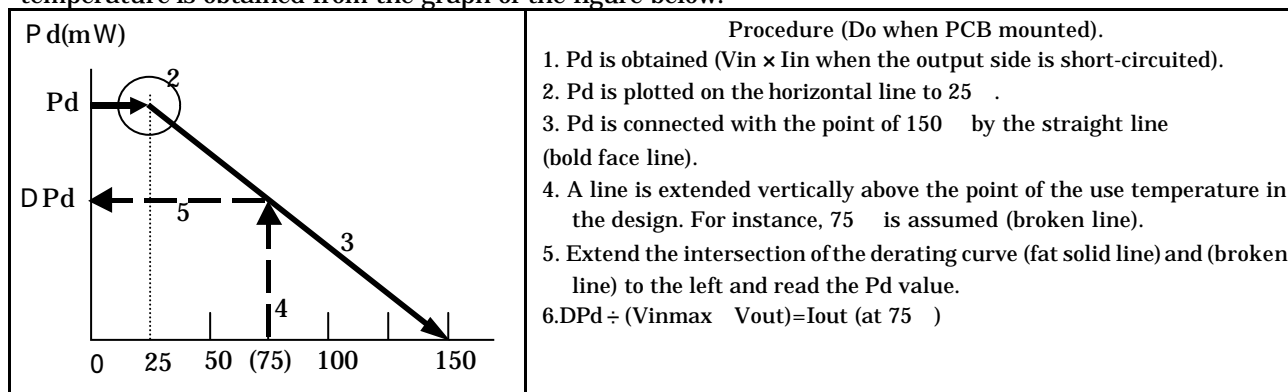 temperature is obtained from the graph of the figure below.
Pd(mW)
2
Pd
DPd
5
3
4
0 25 50 (75) 100 150
Procedure (Do when PCB mounted).
1. Pd is obtained (Vin × Iin when the output side is short-circuited).
2. Pd is plotted on the horizontal line to 25 .
3. Pd is connected with the point of 150 by the straight line
(bold face line).
4. A line is extended vertically above the point of the use temperature in
the design. For instance, 75 is assumed (broken line).
5. Extend the intersection of the derating curve (fat solid line) and (broken
line) to the left and read the Pd value.
6.DPd ÷ (Vinmax Vout)=Iout (at 75 )